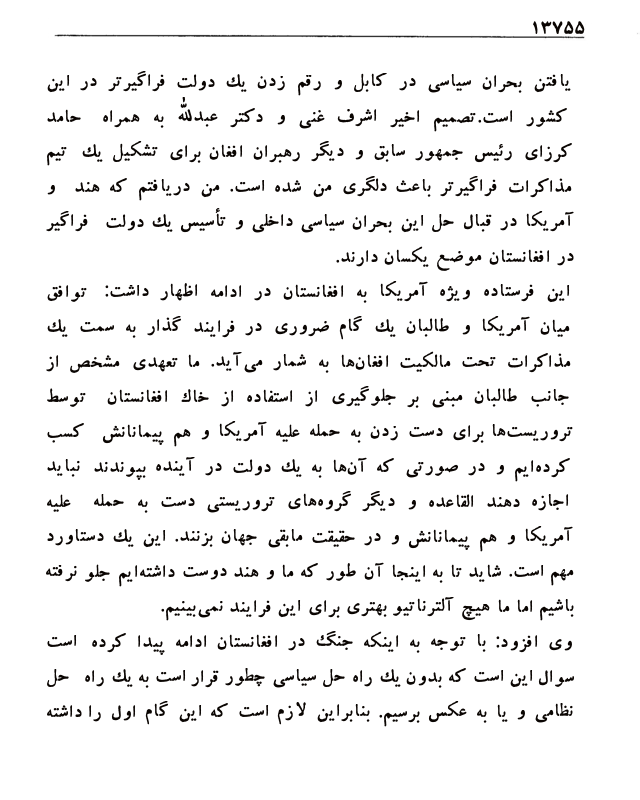 ۱۳۷۵۵
یافتن بحران سیاسی در کابل و رقم زدن یك دولت فراگیرتر در این
کشور است.تصمیم اخیر اشرف غنی و دکتر عبدالله به همراه حامد
کرزای رئیس جمهور سابق و دیگر رهبران افغان برای تشکیل یك تیم
مذاکرات فراگیرتر باعث دلگری من شده است. من دریافتم که هند و
آمریکا در قبال حل این بحران سیاسی داخلی و تأسیس یك دولت فراگیر
در افغانستان موضع یکسان دارند.
این فرستاده ویژه آمریکا به افغانستان در ادامه اظهار داشت: توافق
میان آمریکا و طالبان یك گام ضروری در فرایند گذار به سمت یك
مذاکرات تحت مالکیت افغان‌ها به شمار می‌آید. ما تعهدی مشخص از
جانب طالبان مبنی بر جلوگیری از استفاده از خاك افغانستان توسط
تروریست‌ها برای دست زدن به حمله علیه آمریکا و هم پیمانانش کسب
کرده‌ایم و در صورتی که آن‌ها به یك دولت در آینده بپوندند نباید
اجازه دهند القاعده و دیگر گروه‌های تروریستی دست به حمله علیه
آمریکا و هم پیمانانش و در حقیقت مابقی جهان بزنند. این یك دستاورد
مهم است. شاید تا به اینجا آن طور که ما و هند دوست داشته‌ایم جلو نرفته
باشیم اما ما هیچ آلترناتیو بهتری برای این فرایند نمی‌بینیم.
وی افزود: با توجه به اینکه جنگ در افغانستان ادامه پیدا کرده است
سوال این است که بدون یك راه حل سیاسی چطور قرار است به یك راه حل
نظامی و یا به عکس برسیم. بنابراین لازم است که این گام اول را داشته